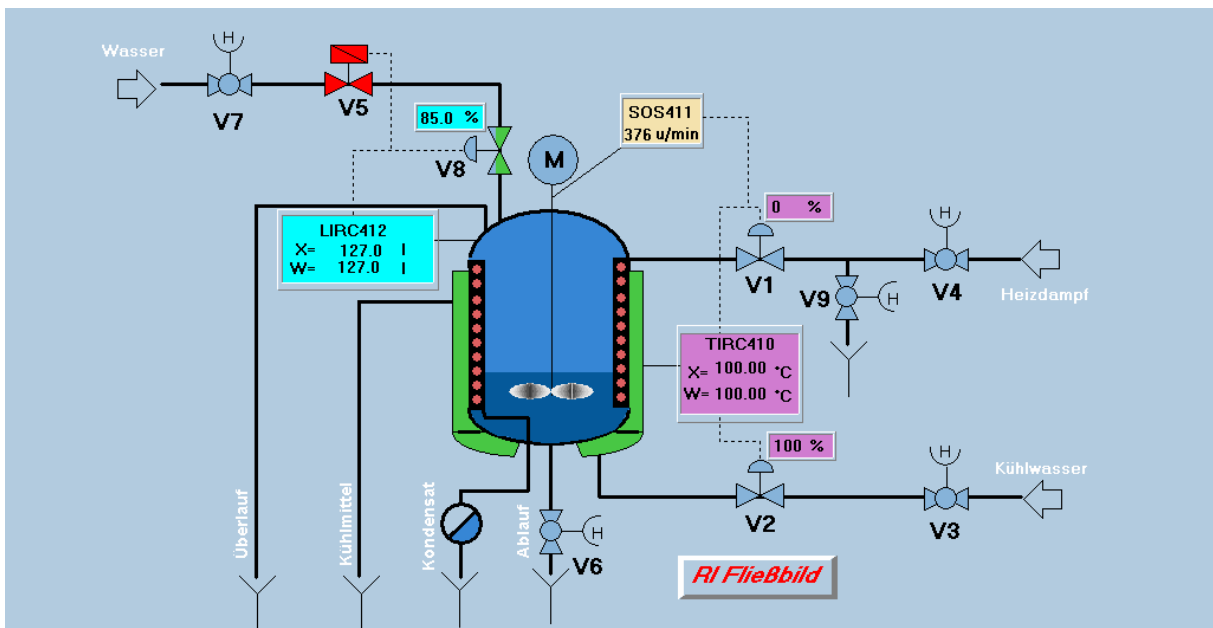 Wasser
H
V7
V5
85.0 %
V8
M
SOS411
376 u/min
LIRC412
X= 127.0 l
W= 127.0 l
0 %
V1
H
V4
V9
H
Heizdampf
TIRC410
X= 100.00 °C
W= 100.00 °C
100 %
V2
H
V3
Kühlwasser
Überlauf
Kühlmittel
Kondensat
Ablauf
H
V6
RI Fließbild